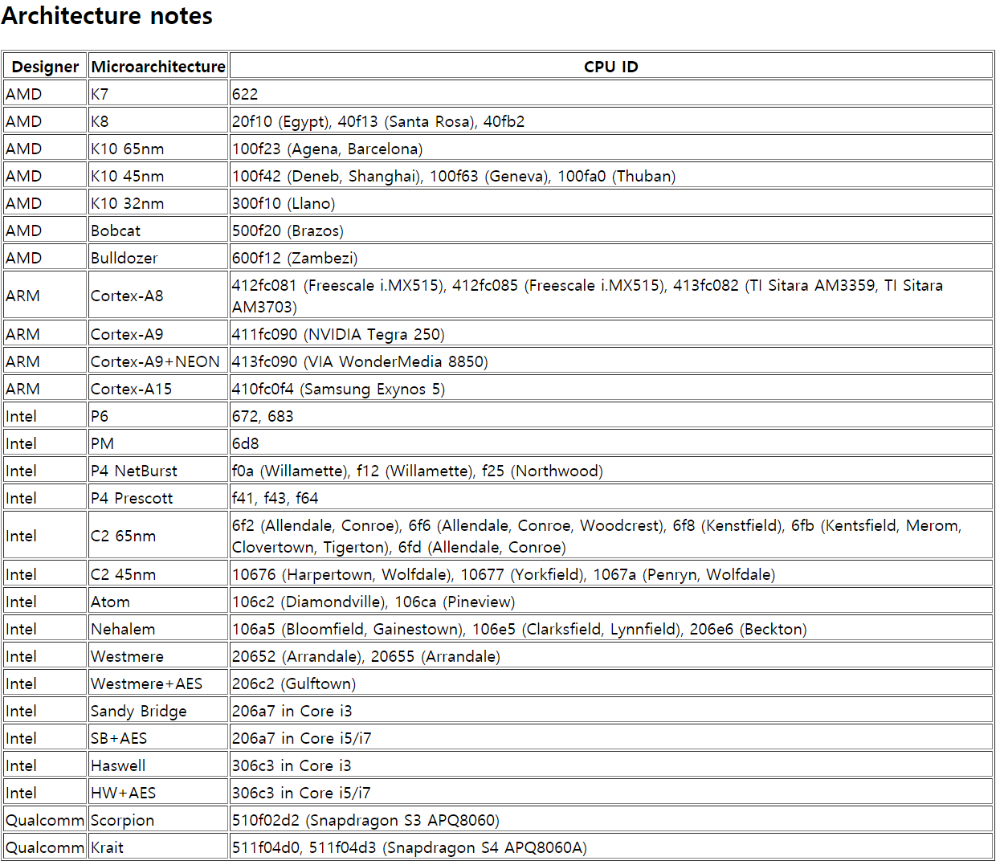 Architecture notes
Designer Microarchitecture CPU ID
AMD K7 622
AMD K8 20f10 (Egypt), 40f13 (Santa Rosa), 40fb2
AMD K10 65nm 100f23 (Agena, Barcelona)
AMD K10 45nm 100f42 (Deneb, Shanghai), 100f63 (Geneva), 100fa0 (Thuban)
AMD K10 32nm 300f10 (Llano)
AMD Bobcat 500f20 (Brazos)
AMD Bulldozer 600f12 (Zambezi)
ARM Cortex-A8 412fc081 (Freescale i.MX515), 412fc085 (Freescale i.MX515), 413fc082 (TI Sitara AM3359, TI Sitara
AM3703)
ARM Cortex-A9 411fc090 (NVIDIA Tegra 250)
ARM Cortex-A9+NEON 413fc090 (VIA WonderMedia 8850)
ARM Cortex-A15 410fc0f4 (Samsung Exynos 5)
Intel P6 672, 683
Intel PM 6d8
Intel P4 NetBurst f0a (Willamette), f12 (Willamette), f25 (Northwood)
Intel P4 Prescott f41, f43, f64
Intel C2 65nm 6f2 (Allendale, Conroe), 6f6 (Allendale, Conroe, Woodcrest), 6f8 (Kenstfield), 6fb (Kentsfield, Merom,
Clovertown, Tigerton), 6fd (Allendale, Conroe)
Intel C2 45nm 10676 (Harpertown, Wolfdale), 10677 (Yorkfield), 1067a (Penryn, Wolfdale)
Intel Atom 106c2 (Diamondville), 106ca (Pineview)
Intel Nehalem 106a5 (Bloomfield, Gainestown), 106e5 (Clarksfield, Lynnfield), 206e6 (Beckton)
Intel Westmere 20652 (Arrandale), 20655 (Arrandale)
Intel Westmere+AES 206c2 (Gulftown)
Intel Sandy Bridge 206a7 in Core i3
Intel SB+AES 206a7 in Core i5/i7
Intel Haswell 306c3 in Core i3
Intel HW+AES 306c3 in Core i5/i7
Qualcomm Scorpion 510f02d2 (Snapdragon S3 APQ8060)
Qualcomm Krait 511f04d0, 511f04d3 (Snapdragon S4 APQ8060A)